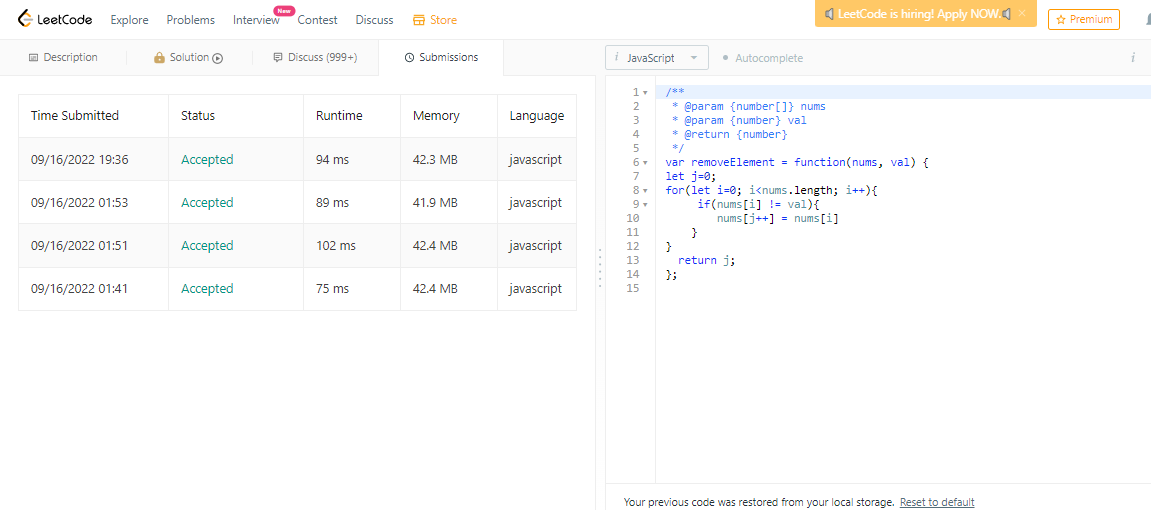 LeetCode Explore Problems Interview New Contest Discuss Store LeetCode is hiring! Apply NOW. Premium
Description Solution Discuss (999+) Submissions
Time Submitted Status Runtime Memory Language
09/16/2022 19:36 Accepted 94 ms 42.3 MB javascript
09/16/2022 01:53 Accepted 89 ms 41.9 MB javascript
09/16/2022 01:51 Accepted 102 ms 42.4 MB javascript
09/16/2022 01:41 Accepted 75 ms 42.4 MB javascript
i JavaScript Autocomplete i
1 /**
2 * @param {number[]} nums
3 * @param {number} val
4 * @return {number}
5 */
6 var removeElement = function(nums, val) {
7 let j=0;
8 for(let i=0; i<nums.length; i++){
9 if(nums[i] != val){
10 nums[j++] = nums[i]
11 }
12 }
13 return j;
14 };
15
Your previous code was restored from your local storage. Reset to default